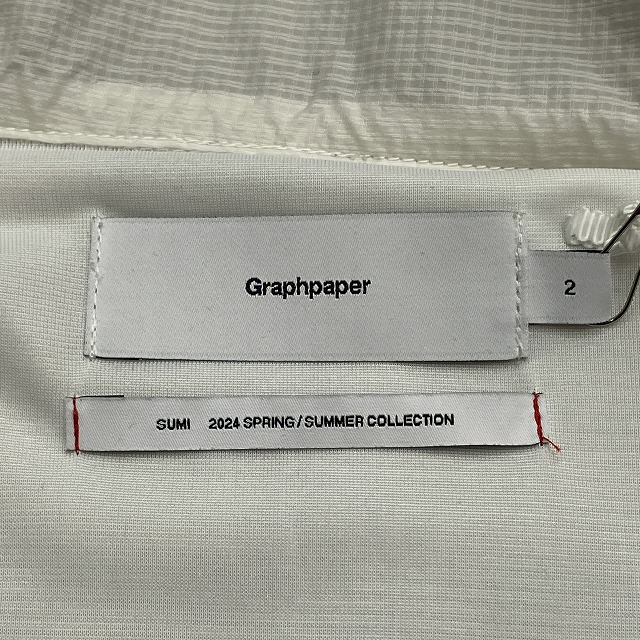 Graphpaper
2
SUMI 2024 SPRING / SUMMER COLLECTION